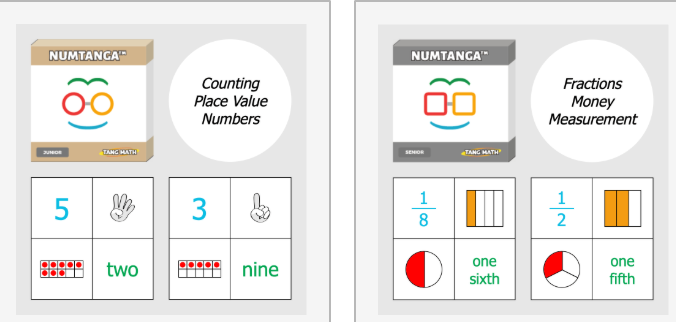 NUMTANGA™
JUNIOR
TANG MATH
Counting
Place Value
Numbers
5
two
3
nine
NUMTANGA™
SENIOR
TANG MATH
Fractions
Money
Measurement
1
8
one
sixth
1
2
one
fifth